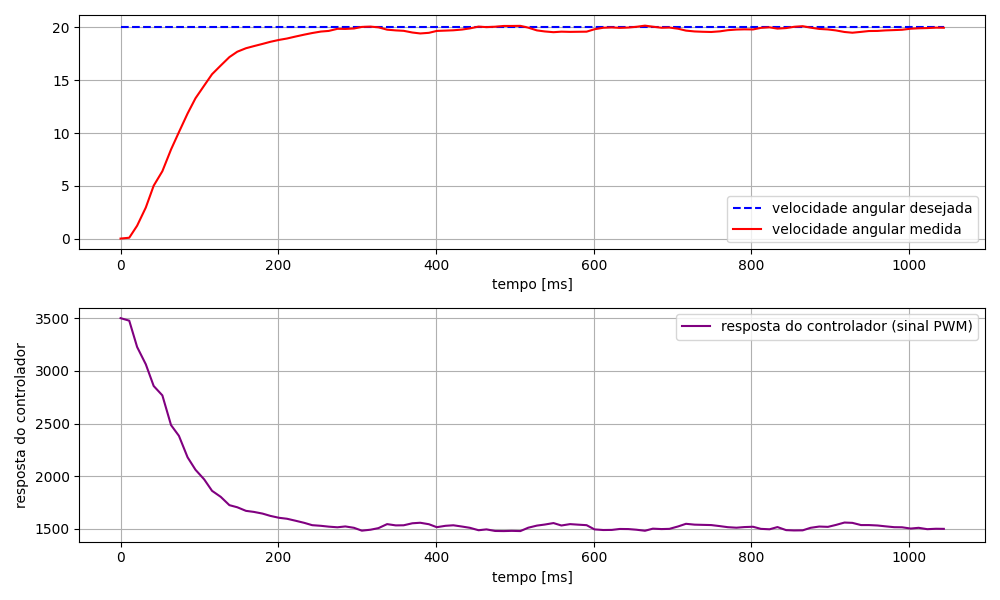 20
15
10
5
0
velocidade angular desejada
velocidade angular medida
0 200 400 600 800 1000
tempo [ms]
resposta do controlador
3500
3000
2500
2000
1500
resposta do controlador (sinal PWM)
0 200 400 600 800 1000
tempo [ms]